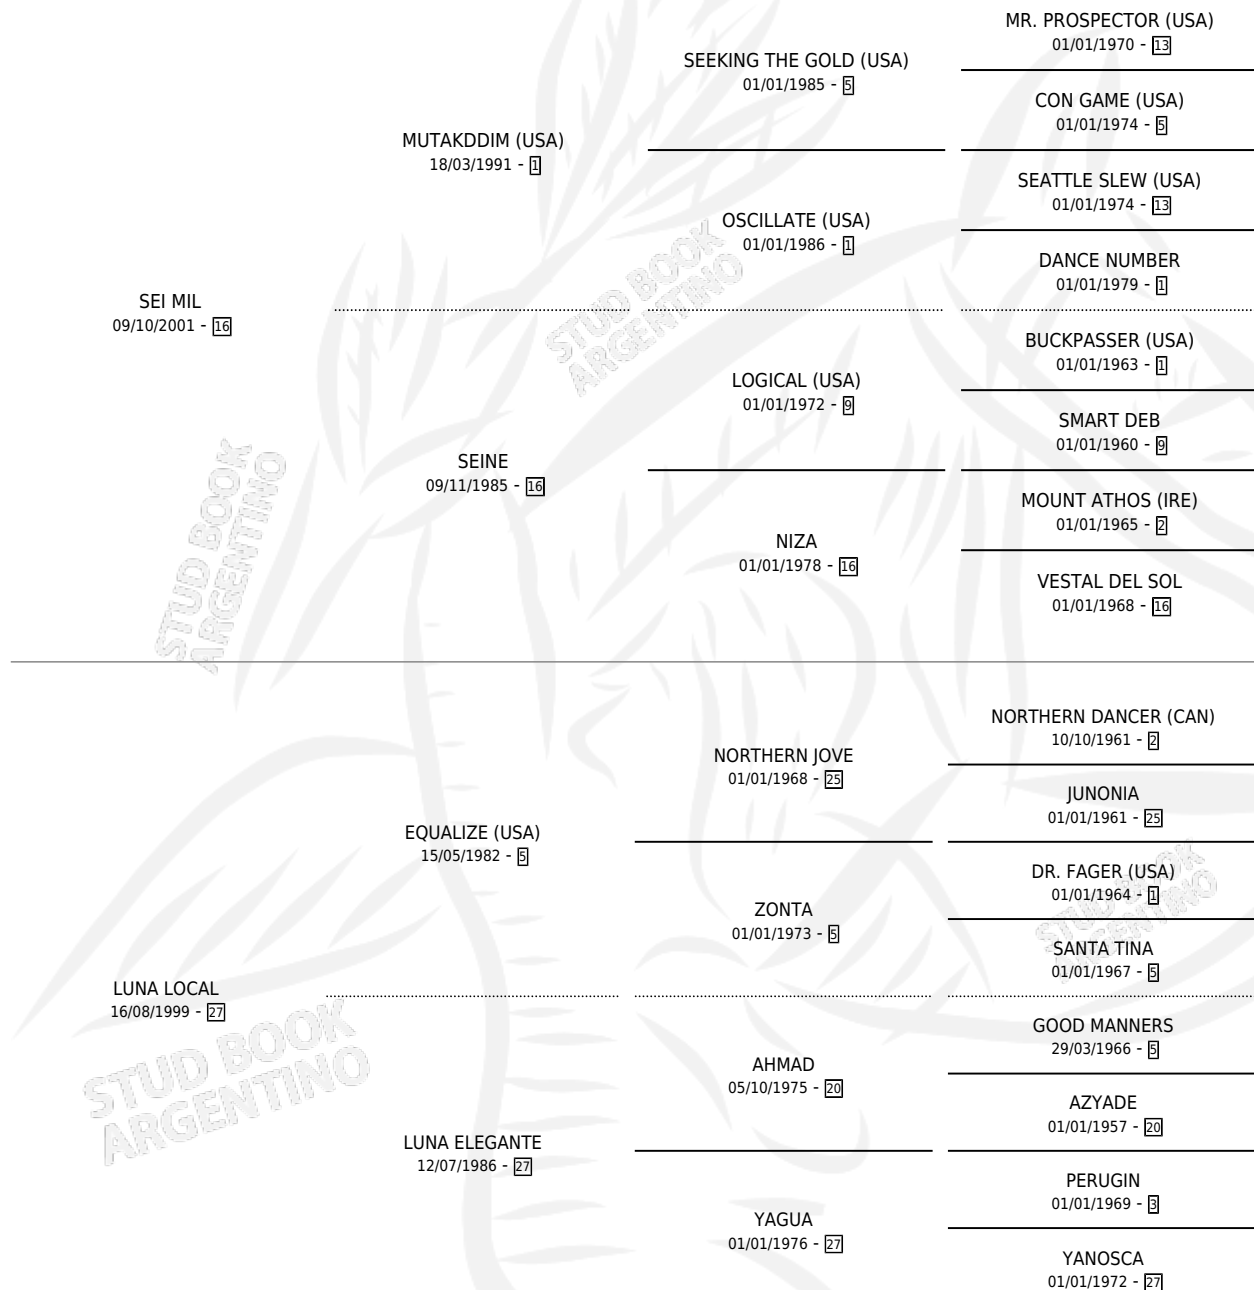 MR. PROSPECTOR (USA)
01/01/1970 - 13
SEEKING THE GOLD (USA)
01/01/1985 - 5
CON GAME (USA)
01/01/1974 - 5
MUTAKDDIM (USA)
18/03/1991 - 1
SEATTLE SLEW (USA)
01/01/1974 - 13
OSCILLATE (USA)
01/01/1986 - 1
DANCE NUMBER
01/01/1979 - 1
SEI MIL
09/10/2001 - 16
STUD BOOK
ARGENTINO
BUCKPASSER (USA)
01/01/1963 - 1
LOGICAL (USA)
01/01/1972 - 9
SMART DEB
01/01/1960 - 9
SEINE
09/11/1985 - 16
MOUNT ATHOS (IRE)
01/01/1965 - 2
NIZA
01/01/1978 - 16
VESTAL DEL SOL
01/01/1968 - 16
STUD BOOK
ARGENTINO
NORTHERN DANCER (CAN)
10/10/1961 - 2
NORTHERN JOVE
01/01/1968 - 25
JUNONIA
01/01/1961 - 25
EQUALIZE (USA)
15/05/1982 - 5
DR. FAGER (USA)
01/01/1964 - 1
ZONTA
01/01/1973 - 5
SANTA TINA
01/01/1967 - 5
STUD BOOK
ARGENTINO
LUNA LOCAL
16/08/1999 - 27
GOOD MANNERS
29/03/1966 - 5
AHMAD
05/10/1975 - 20
AZYADE
01/01/1957 - 20
STUD BOOK
ARGENTINO
LUNA ELEGANTE
12/07/1986 - 27
PERUGIN
01/01/1969 - 3
YAGUA
01/01/1976 - 27
YANOSCA
01/01/1972 - 27